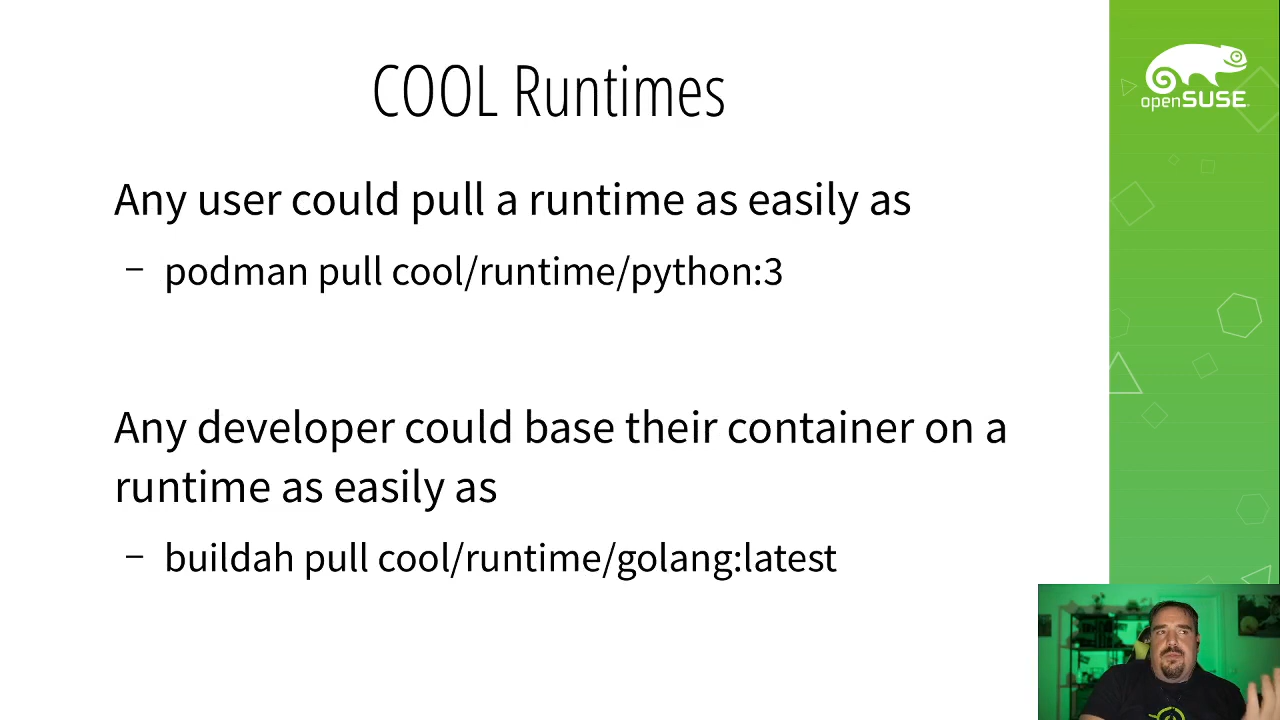 COOL Runtimes
openSUSE
Any user could pull a runtime as easily as
– podman pull cool/runtime/python:3
Any developer could base their container on a
runtime as easily as
– buildah pull cool/runtime/golang:latest